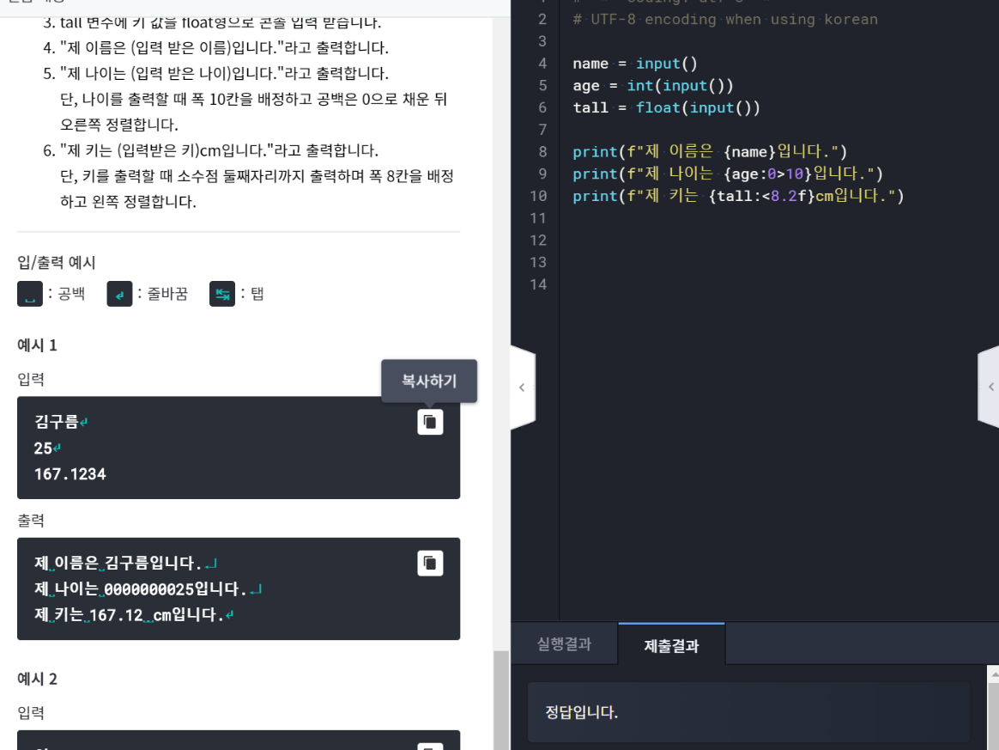 3. tall 변수에 키 값을 float형으로 콘솔 입력 받습니다.
4. "제 이름은 (입력 받은 이름)입니다."라고 출력합니다.
5. "제 나이는 (입력 받은 나이)입니다."라고 출력합니다.
단, 나이를 출력할 때 폭 10칸을 배정하고 공백은 0으로 채운 뒤
오른쪽 정렬합니다.
6. "제 키는 (입력받은 키)cm입니다."라고 출력합니다.
단, 키를 출력할 때 소수점 둘째자리까지 출력하며 폭 8칸을 배정
하고 왼쪽 정렬합니다.
입/출력 예시
␣ : 공백 ↵ : 줄바꿈 ↹ : 탭
예시 1
입력
복사하기
김구름↵
25↵
167.1234
출력
제␣이름은␣김구름입니다.↵
제␣나이는␣0000000025입니다.↵
제␣키는␣167.12␣␣cm입니다.↵
예시 2
입력
2 # UTF-8 encoding when using korean
3
4 name = input()
5 age = int(input())
6 tall = float(input())
7
8 print(f"제 이름은 {name}입니다.")
9 print(f"제 나이는 {age:0>10}입니다.")
10 print(f"제 키는 {tall:<8.2f}cm입니다.")
11
12
13
14
실행결과 제출결과
정답입니다.